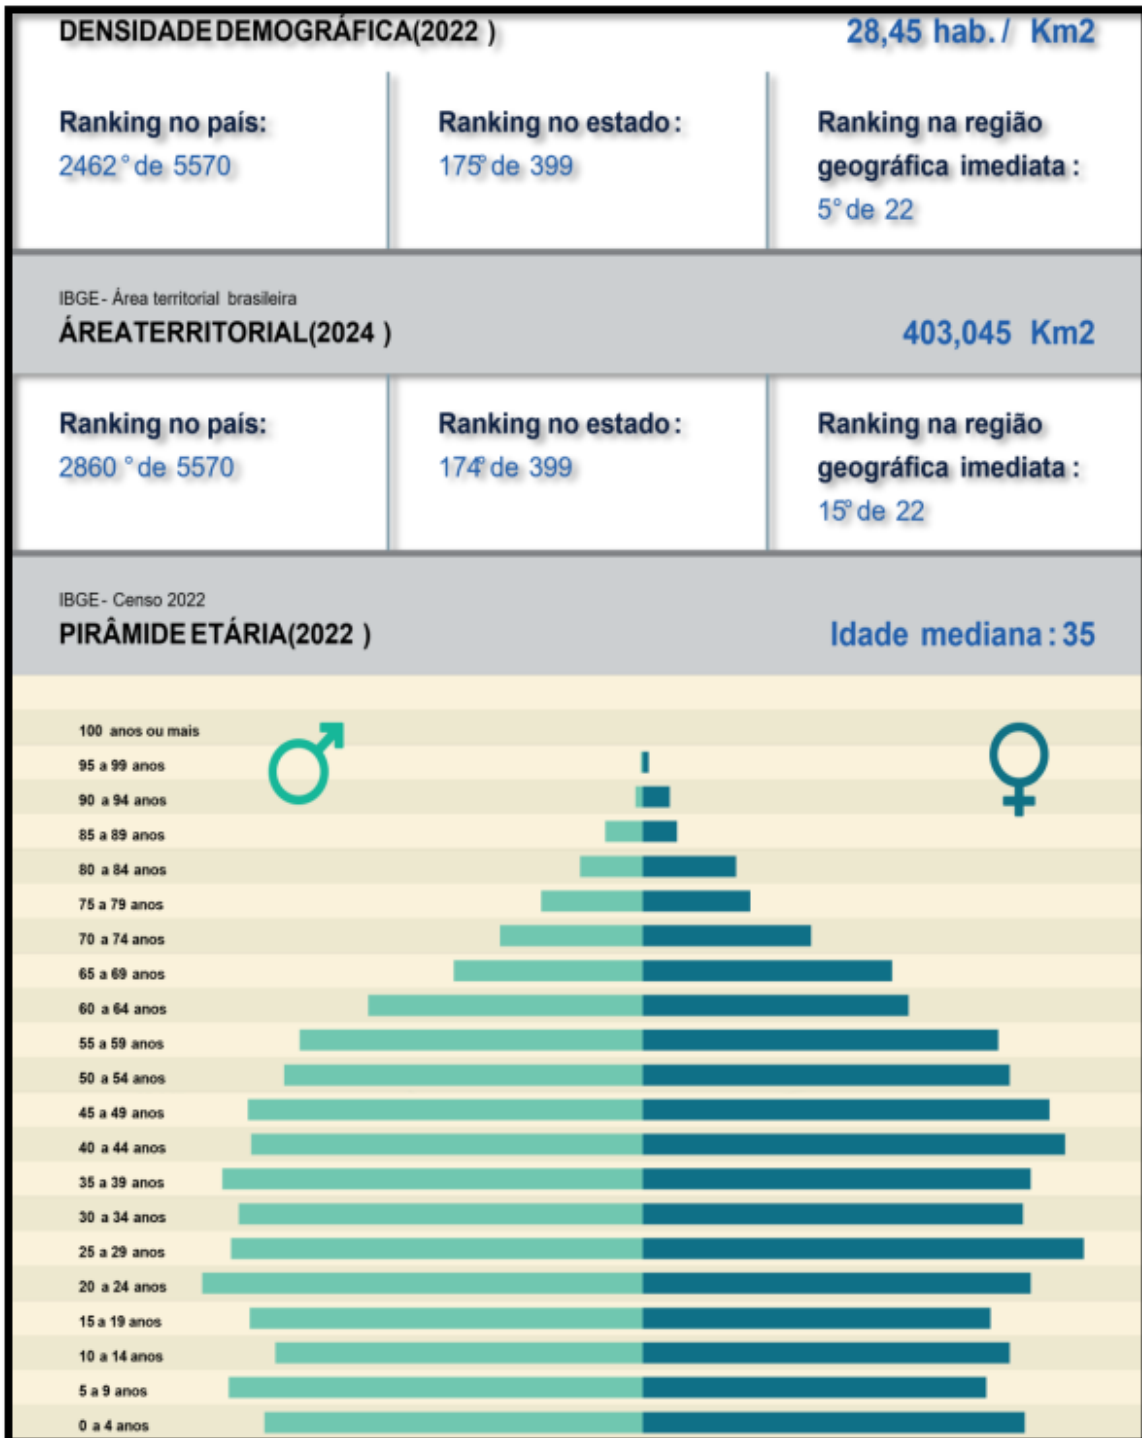 DENSIDADE DEMOGRÁFICA(2022 ) 28,45 hab. / Km2
Ranking no país: Ranking no estado : Ranking na região
2462 ° de 5570 175° de 399 geográfica imediata :
5° de 22
IBGE - Área territorial brasileira
ÁREA TERRITORIAL(2024 ) 403,045 Km2
Ranking no país: Ranking no estado : Ranking na região
2860 ° de 5570 174° de 399 geográfica imediata :
15° de 22
IBGE - Censo 2022
PIRÂMIDE ETÁRIA(2022 ) Idade mediana : 35
100 anos ou mais
95 a 99 anos
90 a 94 anos
85 a 89 anos
80 a 84 anos
75 a 79 anos
70 a 74 anos
65 a 69 anos
60 a 64 anos
55 a 59 anos
50 a 54 anos
45 a 49 anos
40 a 44 anos
35 a 39 anos
30 a 34 anos
25 a 29 anos
20 a 24 anos
15 a 19 anos
10 a 14 anos
5 a 9 anos
0 a 4 anos